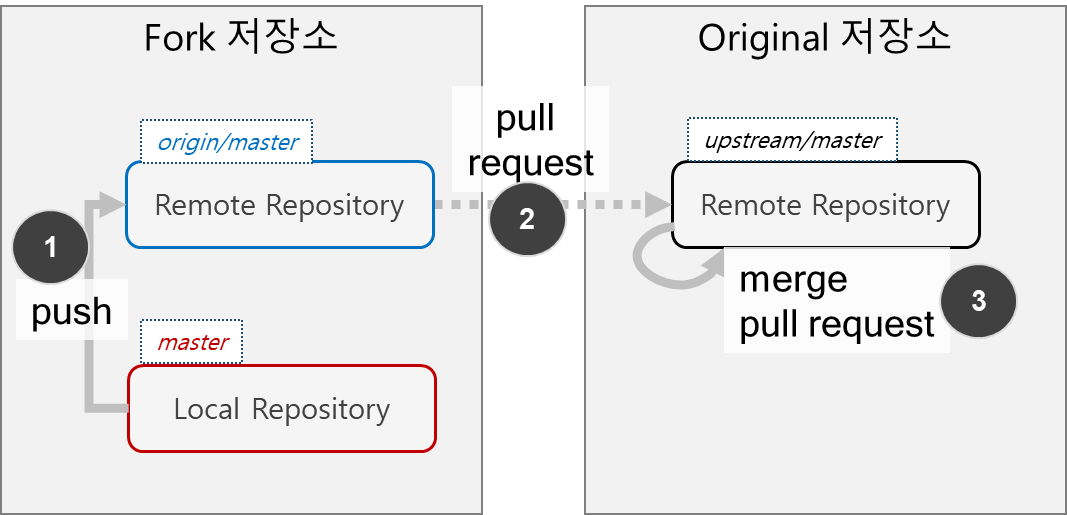 Fork 저장소
Original 저장소
pull
request
origin/master
upstream/master
Remote Repository
Remote Repository
1
2
push
merge
pull request
3
master
Local Repository